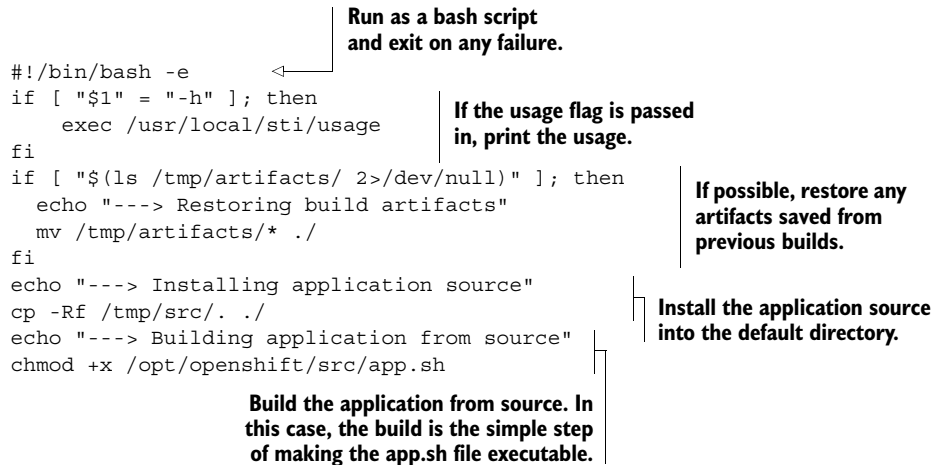 Run as a bash script
and exit on any failure.
#!/bin/bash -e
if [ "$1" = "-h" ]; then
    exec /usr/local/sti/usage
fi
If the usage flag is passed
in, print the usage.
if [ "$(ls /tmp/artifacts/ 2>/dev/null)" ]; then
  echo "---> Restoring build artifacts"
  mv /tmp/artifacts/* ./
fi
If possible, restore any
artifacts saved from
previous builds.
echo "---> Installing application source"
cp -Rf /tmp/src/. ./
Install the application source
into the default directory.
echo "---> Building application from source"
chmod +x /opt/openshift/src/app.sh
Build the application from source. In
this case, the build is the simple step
of making the app.sh file executable.